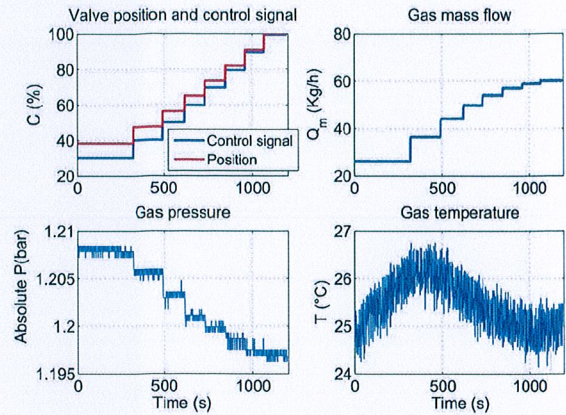 Valve position and control signal
C (%)
100
80
60
40
20
0
500
1000
Control signal
Position
Gas mass flow
Qm (Kg/h)
80
60
40
20
0
500
1000
Gas pressure
Absolute P(bar)
1.21
1.205
1.2
1.195
0
500
1000
Time (s)
Gas temperature
T (°C)
27
26
25
24
0
500
1000
Time (s)